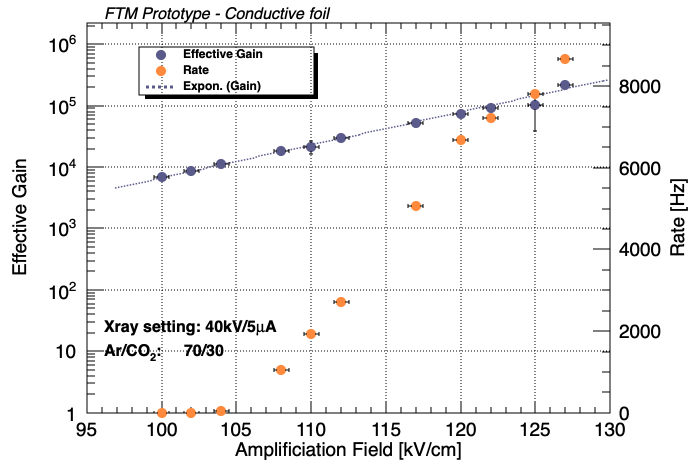 FTM Prototype - Conductive foil
Effective Gain
Rate
Expon. (Gain)
10⁶
10⁵
10⁴
10³
10²
10
1
8000
6000
4000
2000
0
Effective Gain
Rate [Hz]
Xray setting: 40kV/5μA
Ar/CO₂: 70/30
95 100 105 110 115 120 125 130
Amplificiation Field [kV/cm]